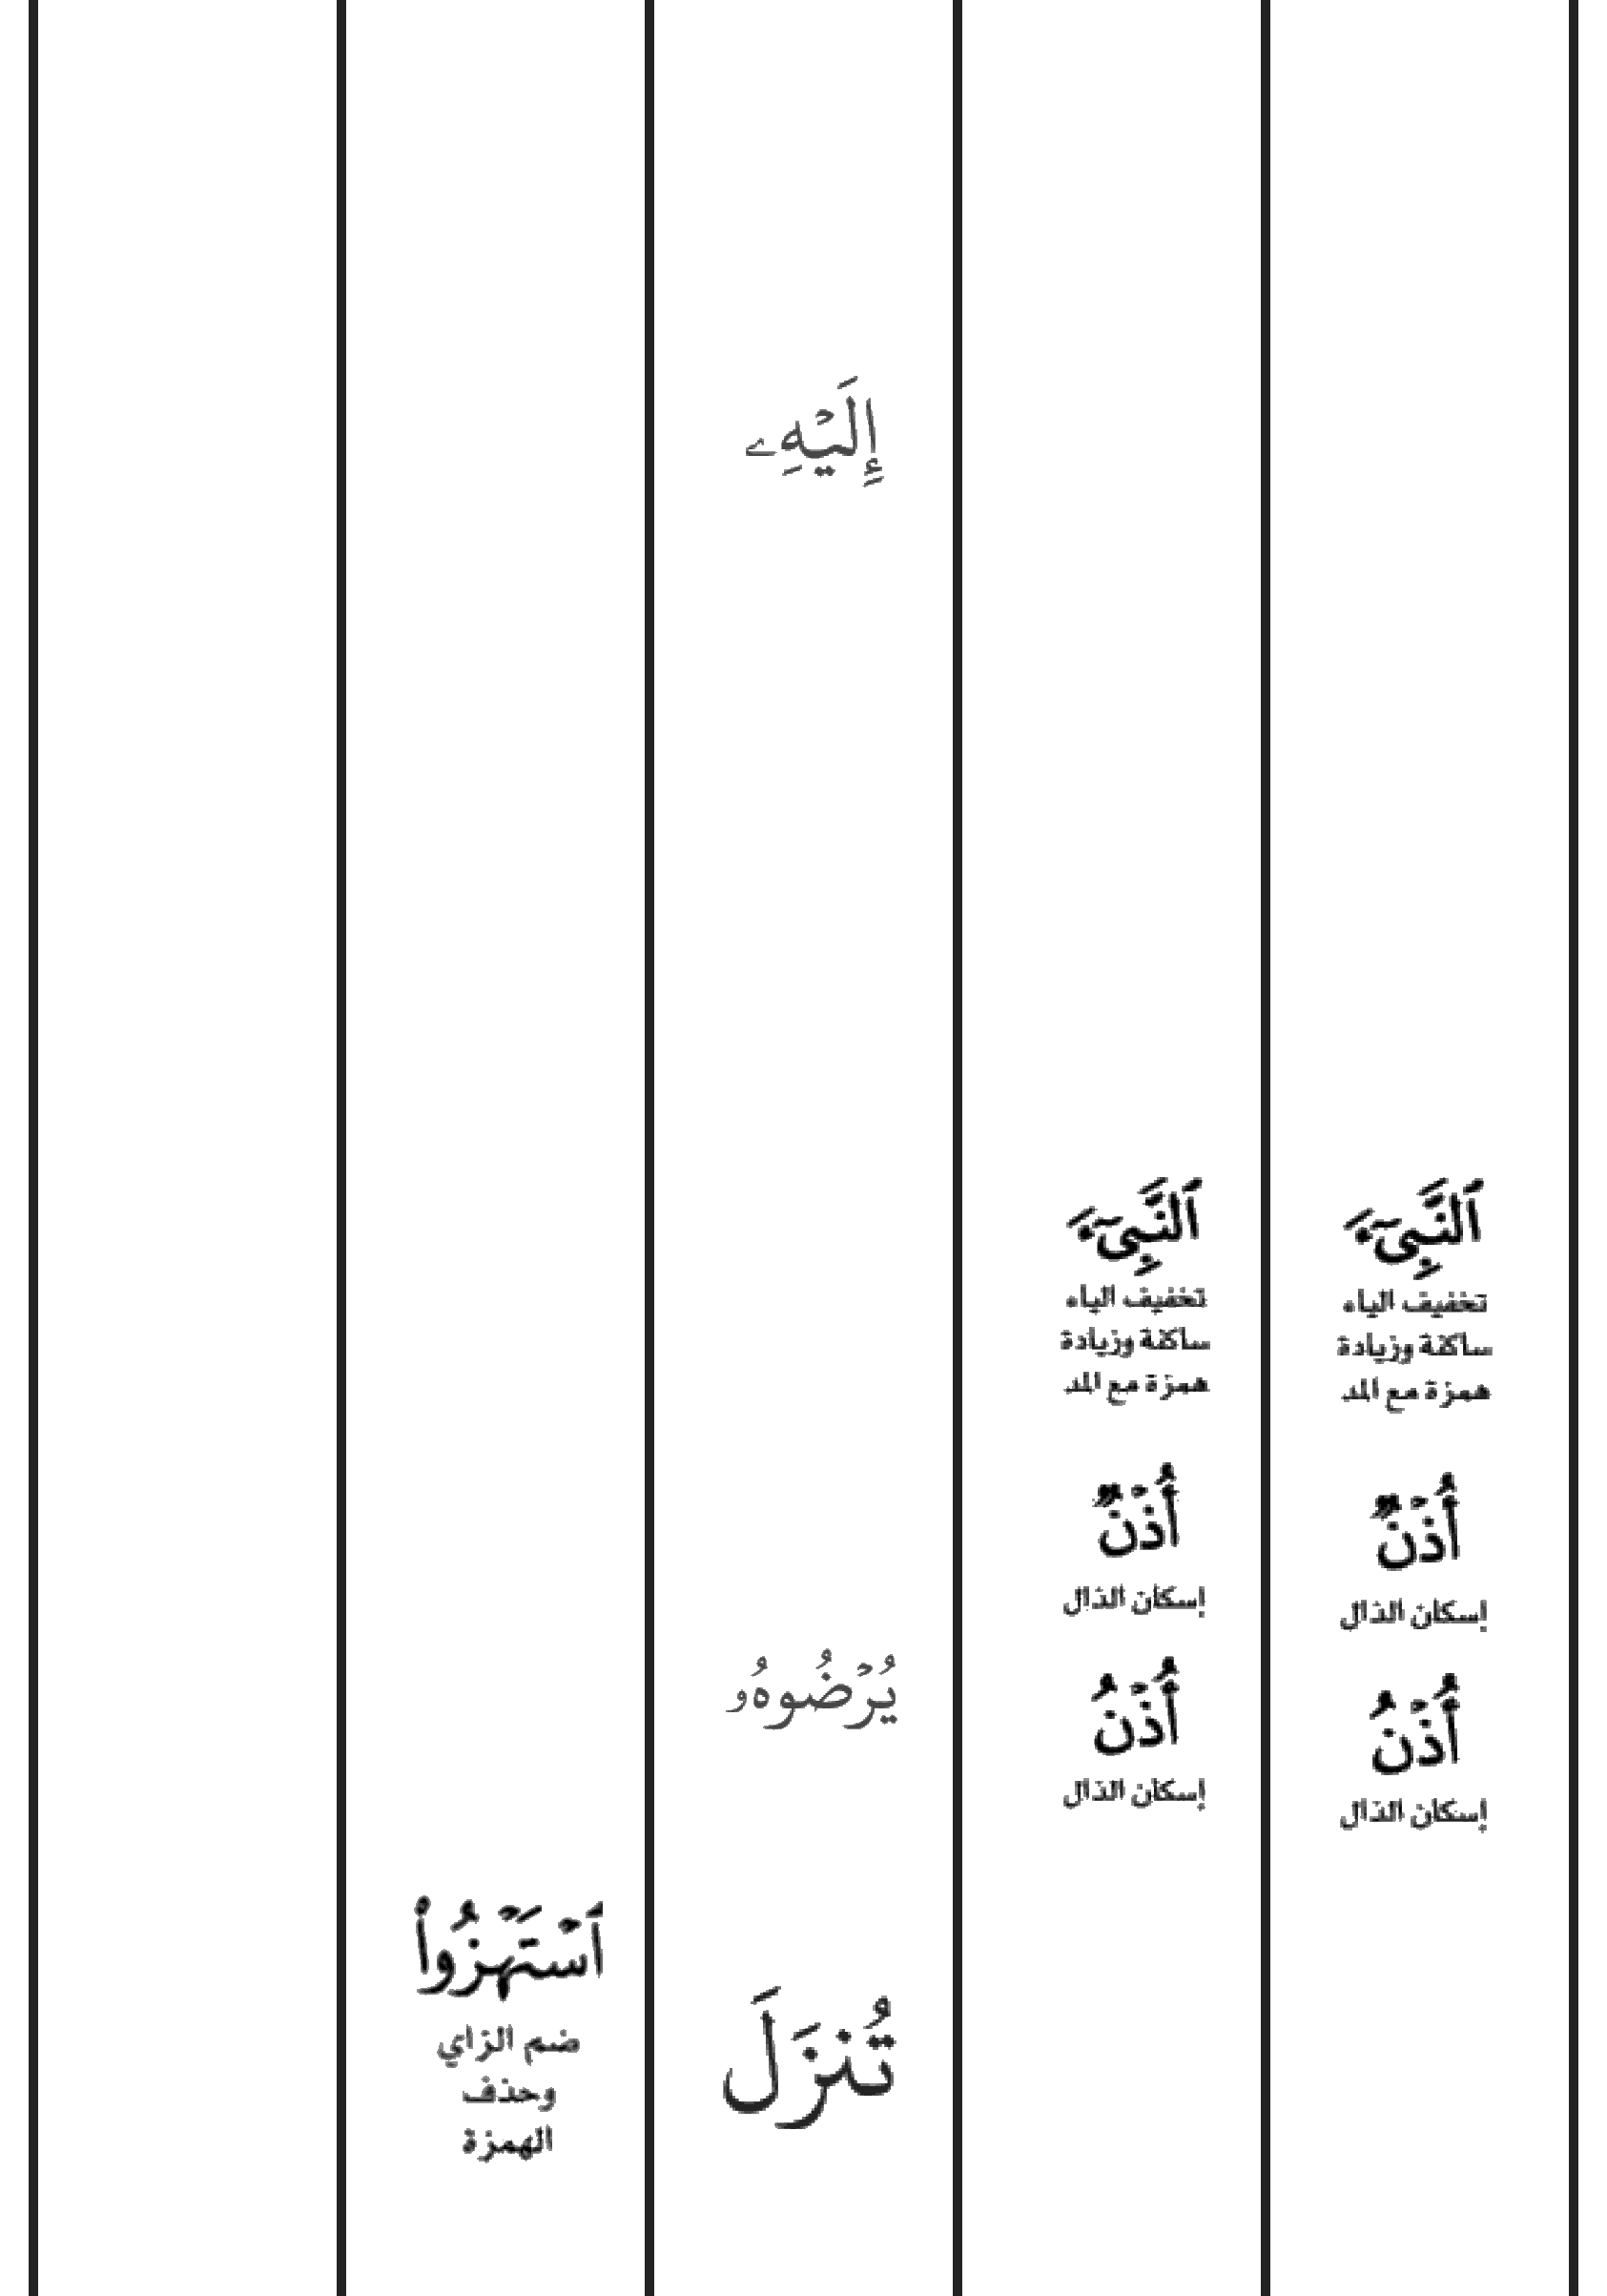 ٱلنَّبِيٓءَ
تخفيف الياء
ساكنة وزيادة
همزة مع المد
أُذْنٌ
إسكان الذال
أُذْنُ
إسكان الذال
ٱلنَّبِيٓءَ
تخفيف الياء
ساكنة وزيادة
همزة مع المد
أُذْنٌ
إسكان الذال
أُذْنُ
إسكان الذال
إِلَيْهِۦ
يُرْضُوهُۥ
تُنزَلَ
ٱسْتَهْزُوا۟
ضم الزاي
وحذف
الهمزة